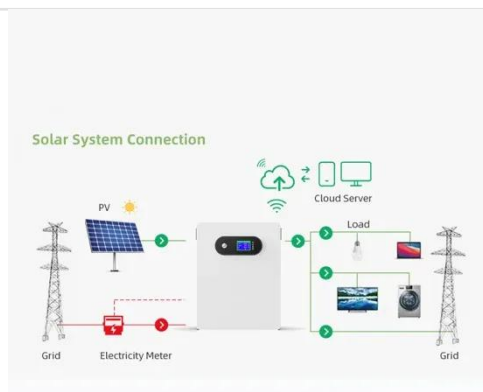 Solar System Connection
Cloud Server
PV
Load
Grid
Electricity Meter
Grid